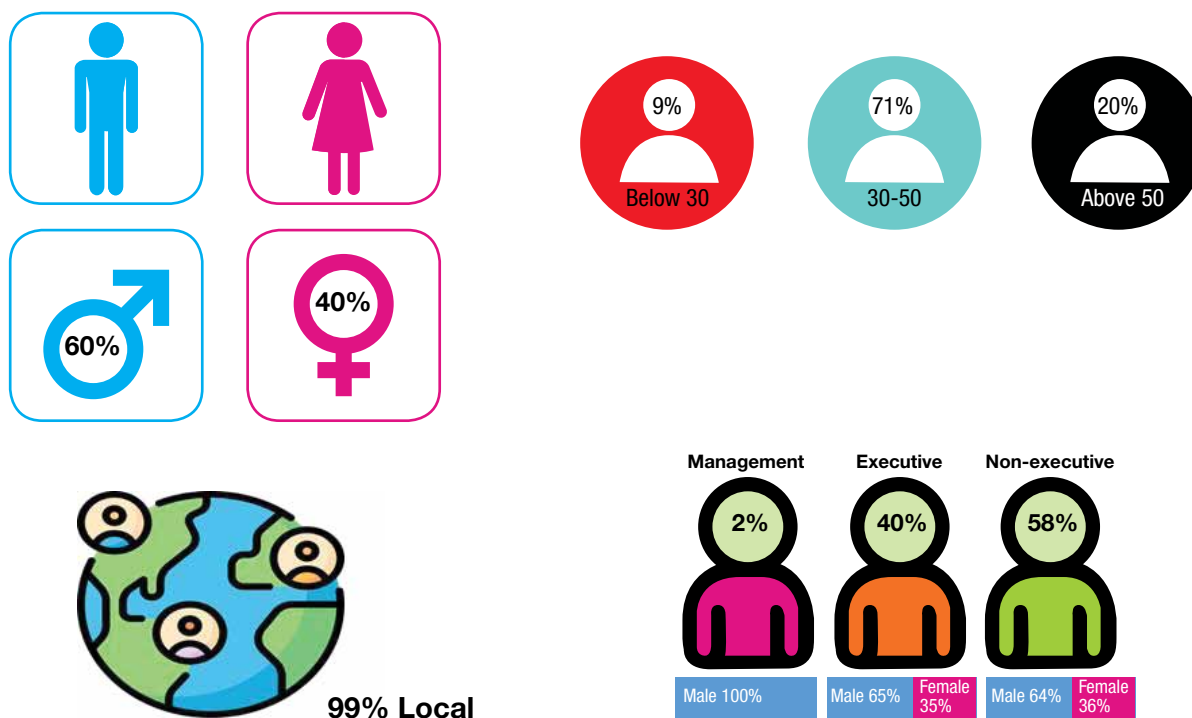 60%
40%
9%
Below 30
71%
30-50
20%
Above 50
99% Local
Management
Executive
Non-executive
2%
40%
58%
Male 100%
Male 65%
Female
35%
Male 64%
Female
36%